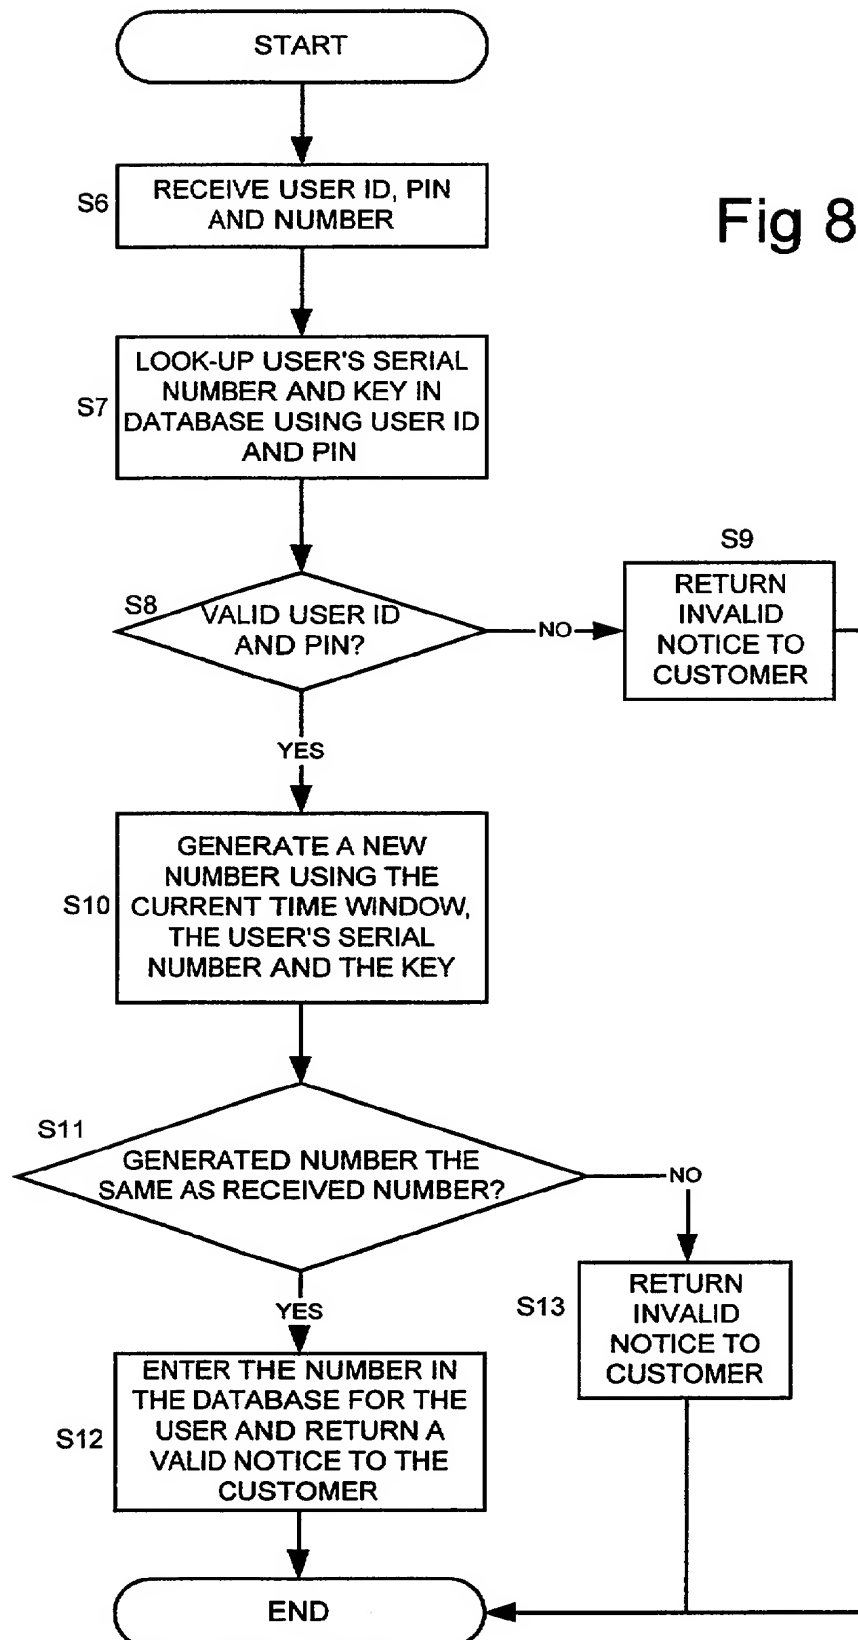 START
S6
RECEIVE USER ID, PIN
AND NUMBER
Fig 8
S7
LOOK-UP USER'S SERIAL
NUMBER AND KEY IN
DATABASE USING USER ID
AND PIN
S8
VALID USER ID
AND PIN?
NO
S9
RETURN
INVALID
NOTICE TO
CUSTOMER
YES
S10
GENERATE A NEW
NUMBER USING THE
CURRENT TIME WINDOW,
THE USER'S SERIAL
NUMBER AND THE KEY
S11
GENERATED NUMBER THE
SAME AS RECEIVED NUMBER?
NO
S13
RETURN
INVALID
NOTICE TO
CUSTOMER
YES
S12
ENTER THE NUMBER IN
THE DATABASE FOR THE
USER AND RETURN A
VALID NOTICE TO THE
CUSTOMER
END